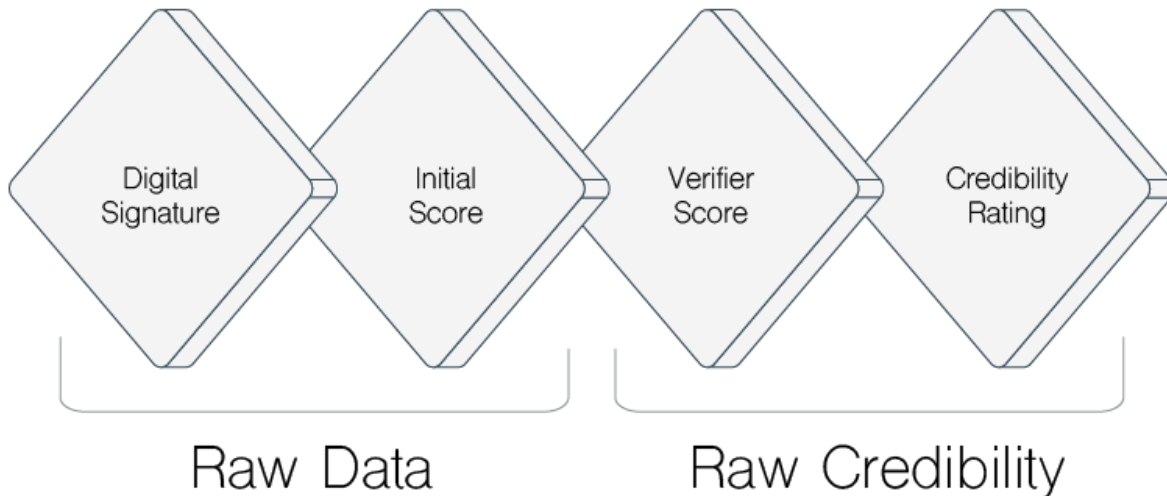 Digital
Signature
Initial
Score
Verifier
Score
Credibility
Rating
Raw Data
Raw Credibility